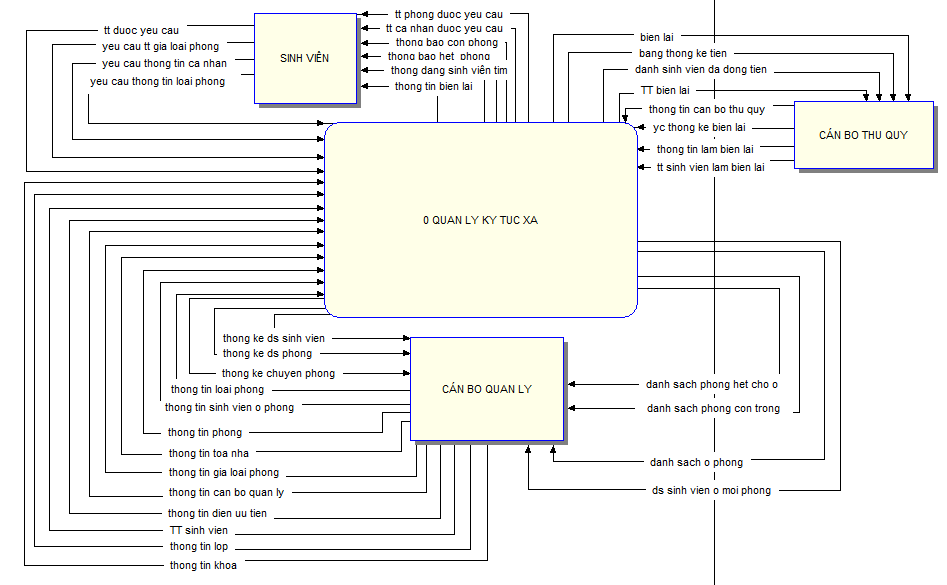 tt duoc yeu cau
yeu cau tt gia loai phong
yeu cau thong tin ca nhan
yeu cau thong tin loai phong
SINH VIÊN
tt phong duoc yeu cau
tt ca nhan duoc yeu cau
thong bao con phong
thong bao het phong
thong dang sinh viên tim
thong tin bien lai
bien lai
bang thong ke tien
danh sinh vien da dong tien
TT bien lai
thong tin can bo thu quy
yc thong ke bien lai
thong tin lam bien lai
tt sinh vien lam bien lai
CÁN BO THU QUY
0 QUAN LY KY TUC XA
thong ke ds sinh vien
thong ke ds phong
thong ke chuyen phong
thong tin loai phong
thong tin sinh vien o phong
thong tin phong
thong tin toa nha
thong tin gia loai phong
thong tin can bo quan ly
thong tin dien uu tien
TT sinh vien
thong tin lop
thong tin khoa
CÁN BO QUAN LY
danh sach phong het cho o
danh sach phong con trong
danh sach o phong
ds sinh vien o moi phong